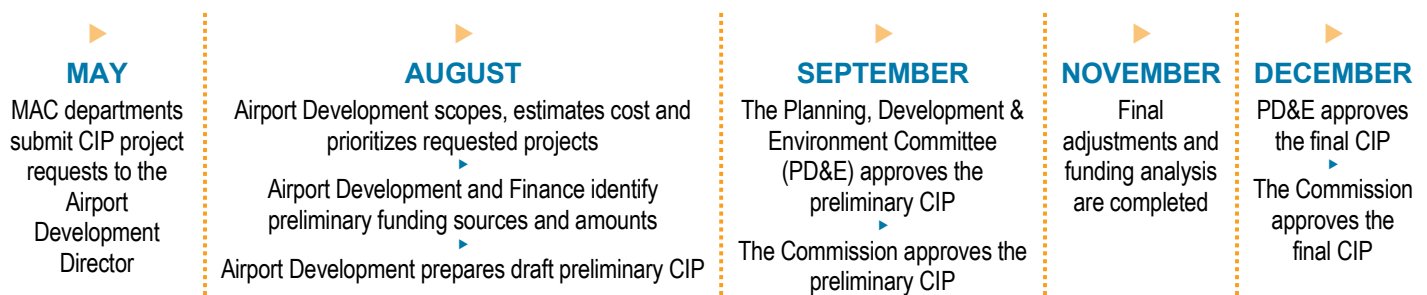 MAY
MAC departments
submit CIP project
requests to the
Airport
Development
Director
AUGUST
Airport Development scopes, estimates cost and
prioritizes requested projects
Airport Development and Finance identify
preliminary funding sources and amounts
Airport Development prepares draft preliminary CIP
SEPTEMBER
The Planning, Development &
Environment Committee
(PD&E) approves the
preliminary CIP
The Commission approves the
preliminary CIP
NOVEMBER
Final
adjustments and
funding analysis
are completed
DECEMBER
PD&E approves
the final CIP
The Commission
approves the
final CIP